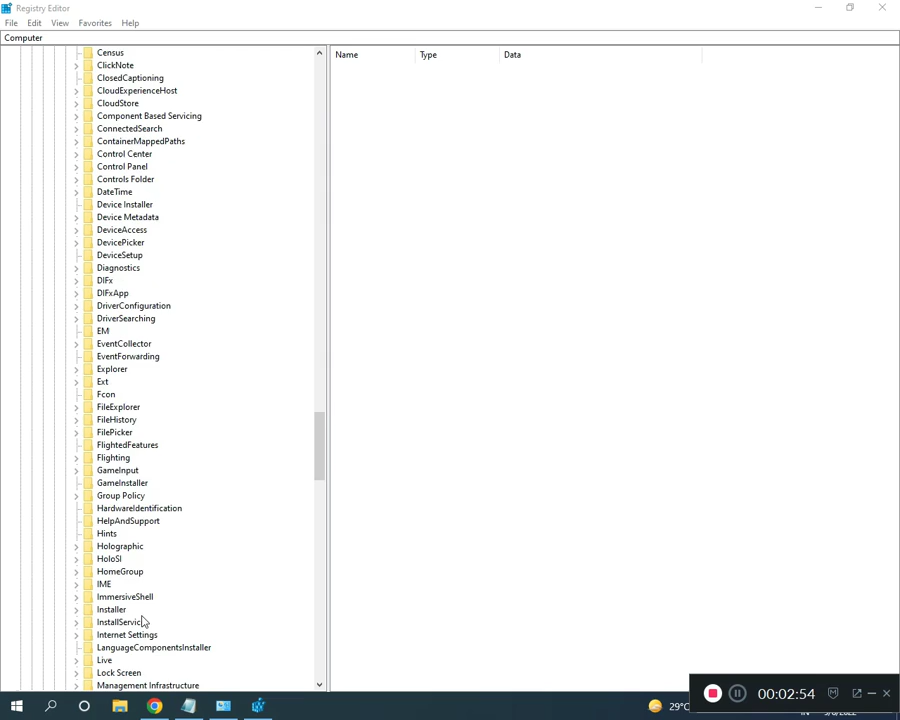 Registry Editor
File Edit View Favorites Help
Computer
Name Type Data
Census
ClickNote
ClosedCaptioning
CloudExperienceHost
CloudStore
Component Based Servicing
ConnectedSearch
ContainerMappedPaths
Control Center
Control Panel
Controls Folder
DateTime
Device Installer
Device Metadata
DeviceAccess
DevicePicker
DeviceSetup
Diagnostics
DIFx
DIFxApp
DriverConfiguration
DriverSearching
EM
EventCollector
EventForwarding
Explorer
Ext
Fcon
FileExplorer
FileHistory
FilePicker
FlightedFeatures
Flighting
GameInput
GameInstaller
Group Policy
HardwareIdentification
HelpAndSupport
Hints
Holographic
HoloSI
HomeGroup
IME
ImmersiveShell
Installer
InstallService
Internet Settings
LanguageComponentsInstaller
Live
Lock Screen
Management Infrastructure
00:02:54
29°C